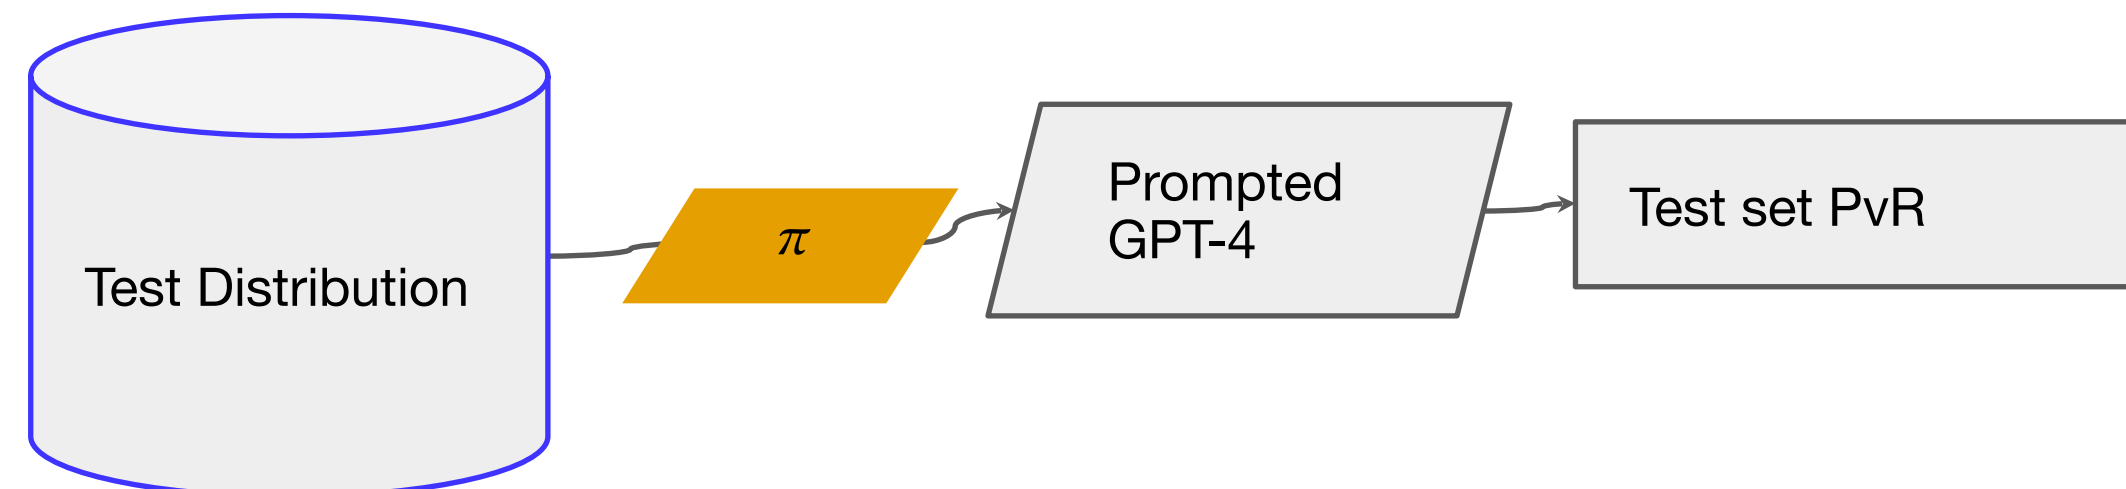 Test Distribution
π
Prompted
GPT-4
Test set PvR